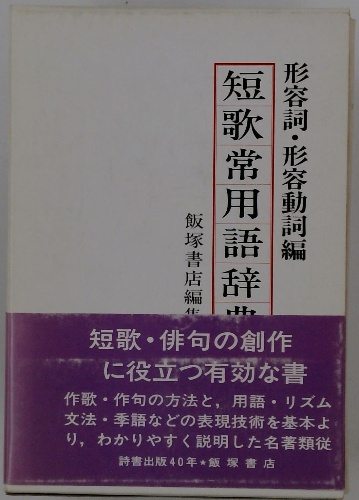 形容詞・形容動詞編
短歌常用語辞典
飯塚書店編集
短歌・俳句の創作
に役立つ有効な書
作歌・作句の方法と，用語・リズム
文法・季語などの表現技術を基本よ
り，わかりやすく説明した名著類従
詩書出版40年★飯塚書店